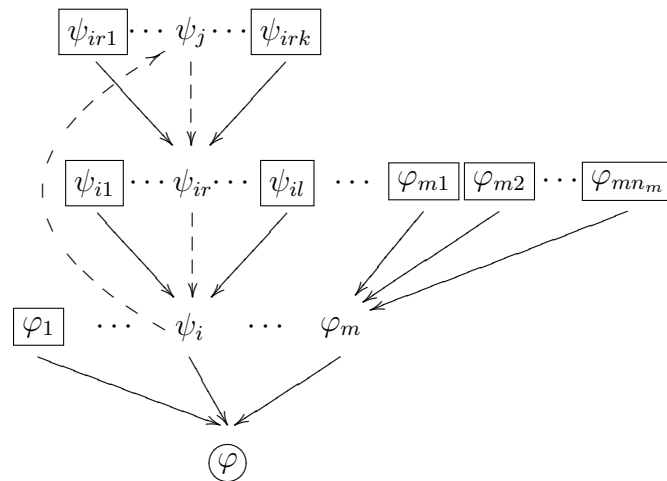 ψ_{ir1} ··· ψ_j ··· ψ_{irk}
ψ_{i1} ··· ψ_{ir} ··· ψ_{il} ··· φ_{m1} φ_{m2} ··· φ_{mn_m}
φ_1 ··· ψ_i ··· φ_m
φ